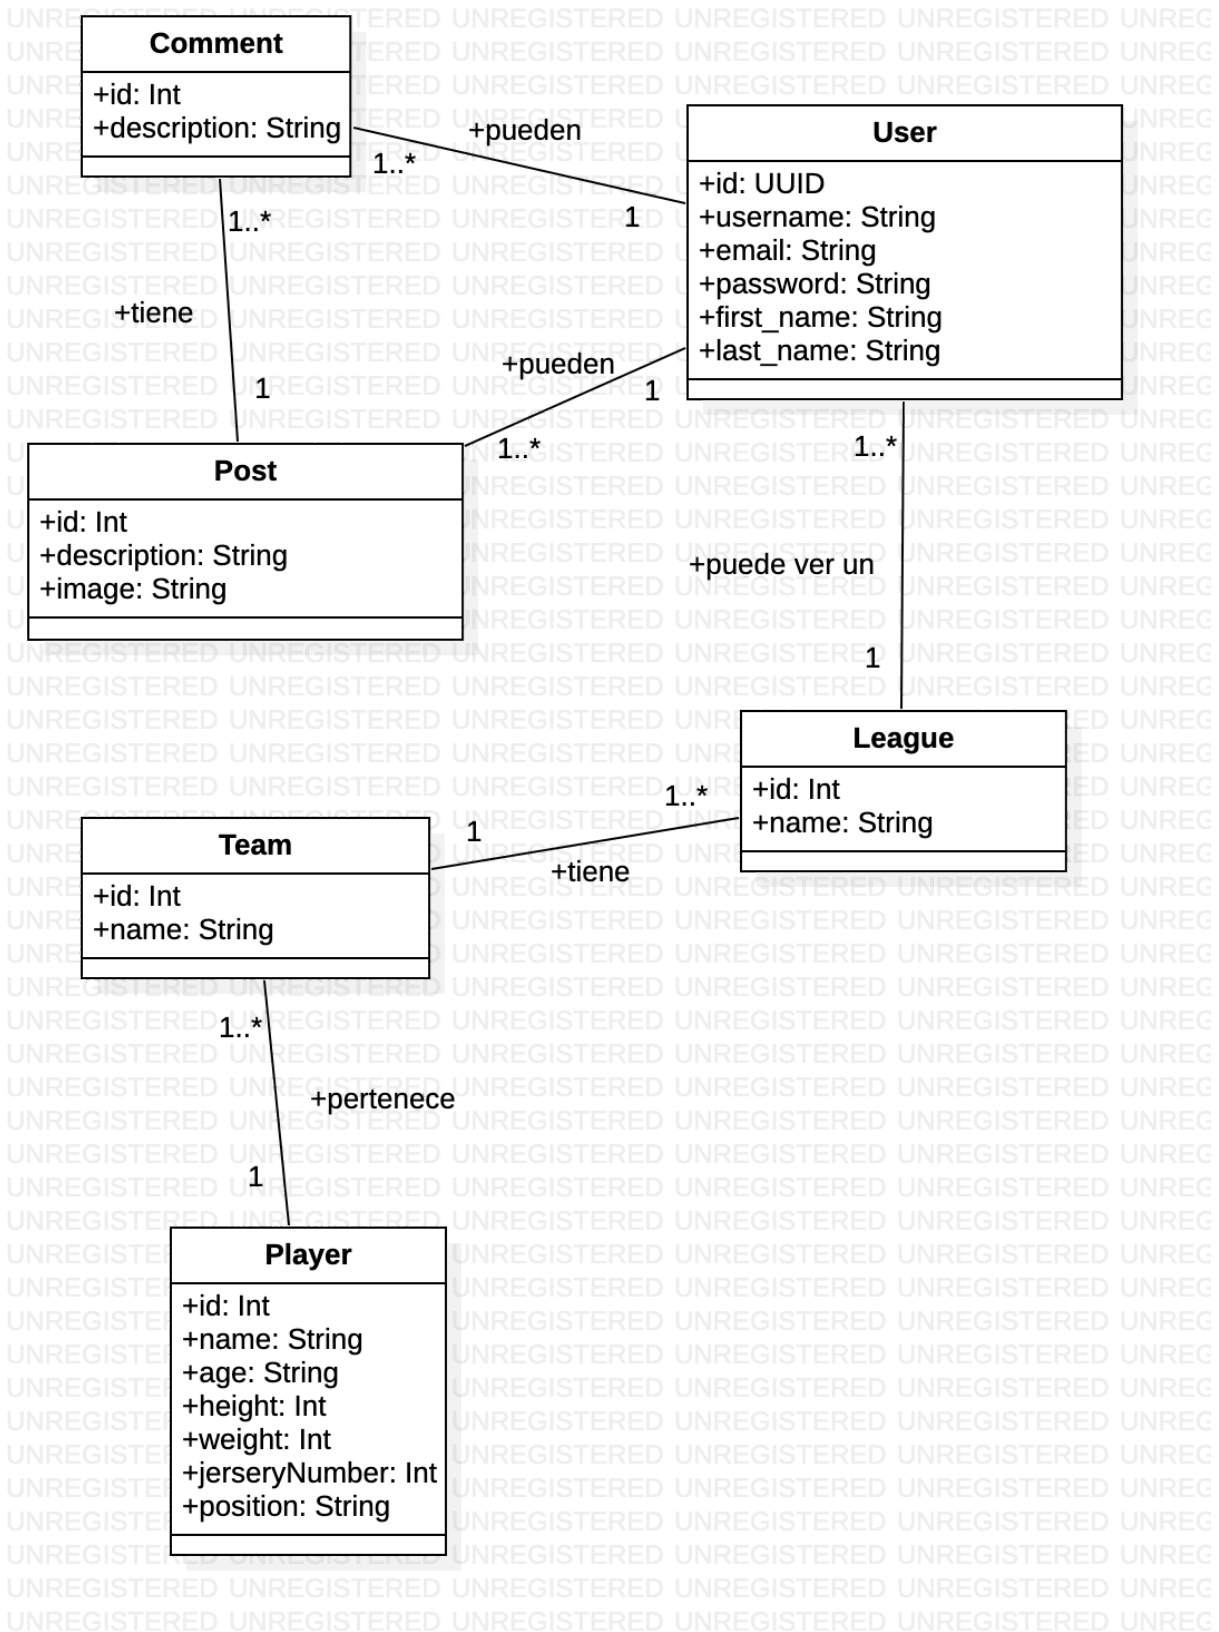 Comment
+id: Int
+description: String
+pueden
1..*
1
User
+id: UUID
+username: String
+email: String
+password: String
+first_name: String
+last_name: String
1..*
+tiene
1
+pueden
1
1..*
Post
+id: Int
+description: String
+image: String
1..*
+puede ver un
1
League
+id: Int
+name: String
1..*
1
+tiene
Team
+id: Int
+name: String
1..*
+pertenece
1
Player
+id: Int
+name: String
+age: String
+height: Int
+weight: Int
+jerseryNumber: Int
+position: String
UNREGISTERED